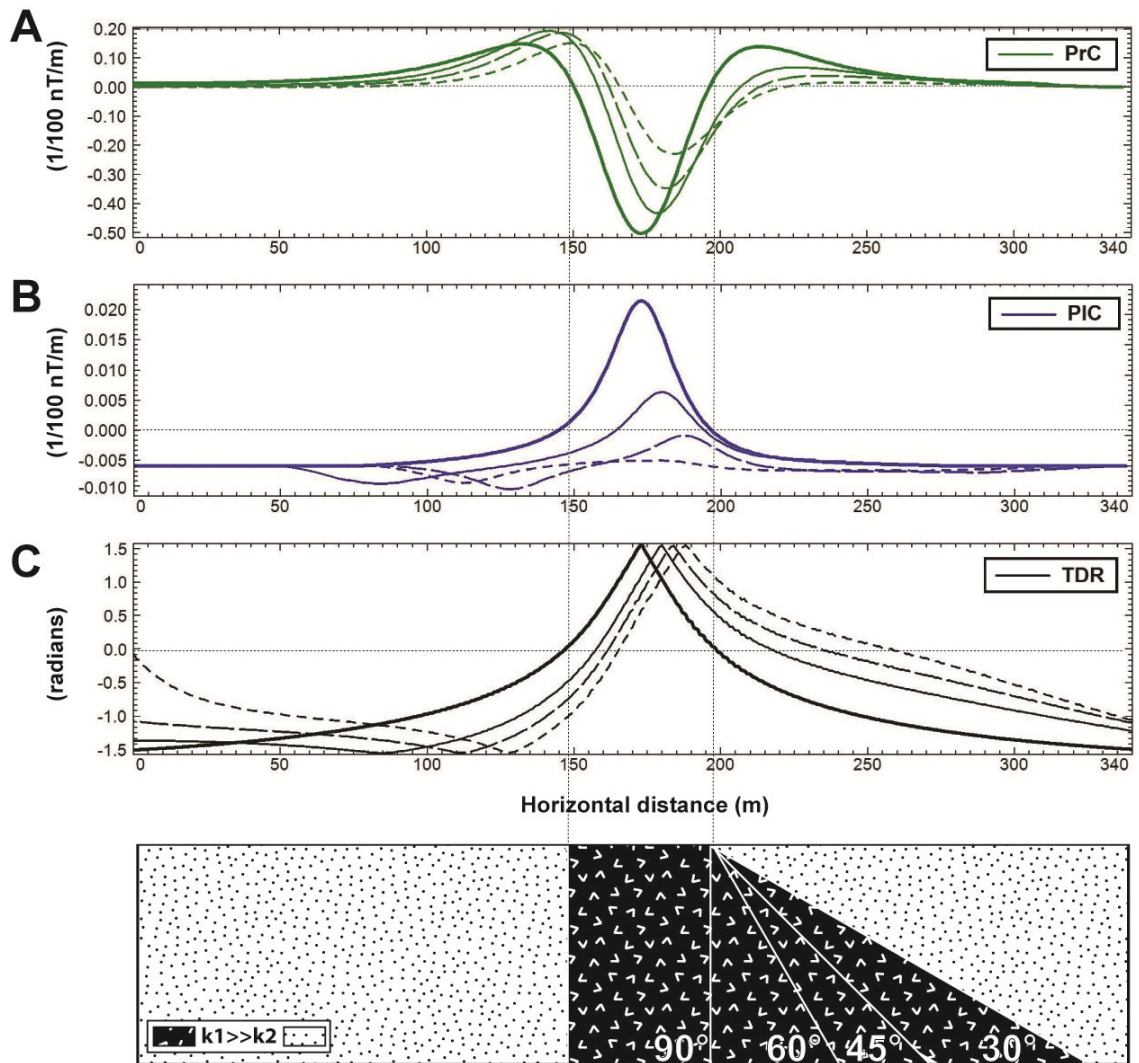 A
(1/100 nT/m)
0.20
0.10
0.00
-0.10
-0.20
-0.30
-0.40
-0.50
PrC
0 50 100 150 200 250 300 340
B
(1/100 nT/m)
0.020
0.015
0.010
0.005
0.000
-0.005
-0.010
PIC
0 50 100 150 200 250 300 340
C
(radians)
1.5
1.0
0.5
0.0
-0.5
-1.0
-1.5
TDR
0 50 100 150 200 250 300 340
Horizontal distance (m)
k1>>k2
90° 60° 45° 30°